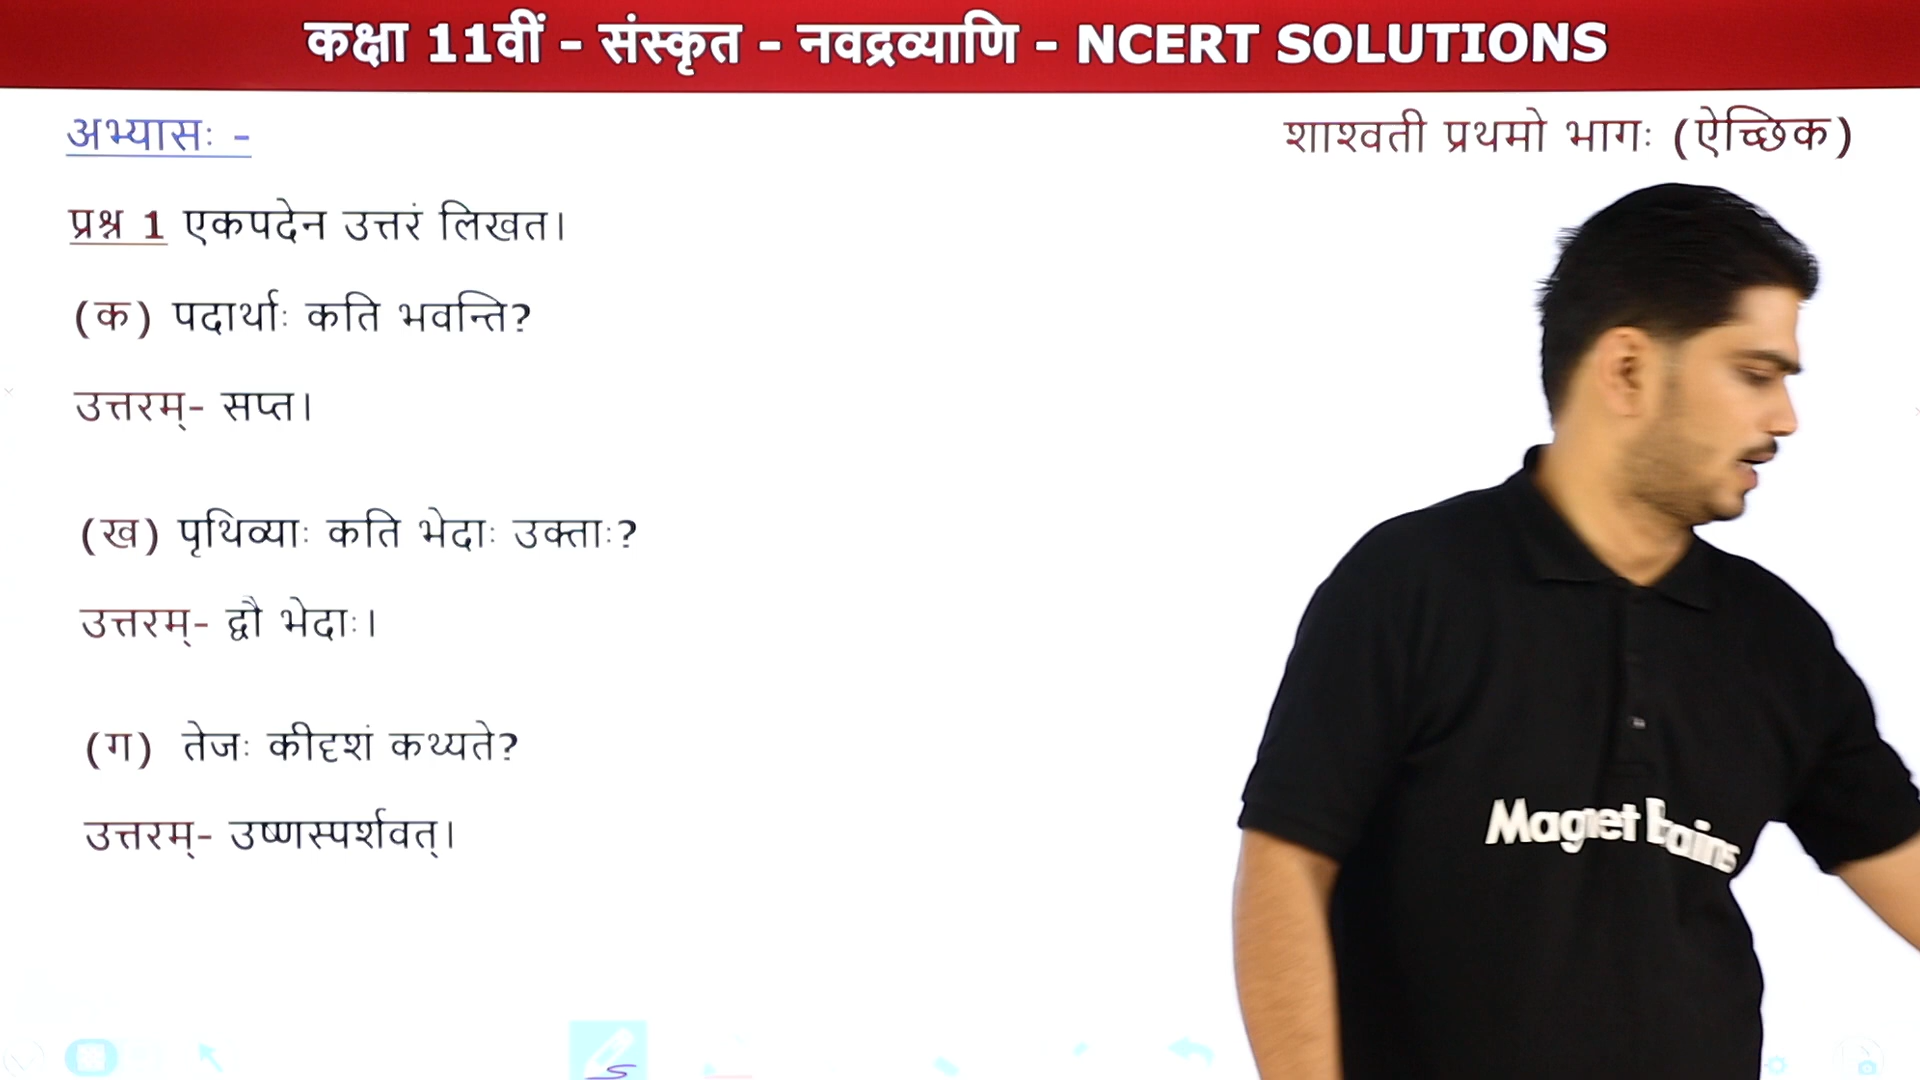 कक्षा 11वीं - संस्कृत - नवद्रव्याणि - NCERT SOLUTIONS
अभ्यासः -
शाश्वती प्रथमो भागः (ऐच्छिक)
प्रश्न 1 एकपदेन उत्तरं लिखत।
(क) पदार्थाः कति भवन्ति?
उत्तरम्- सप्त।
(ख) पृथिव्याः कति भेदाः उक्ताः?
उत्तरम्- द्वौ भेदाः।
(ग) तेजः कीदृशं कथ्यते?
उत्तरम्- उष्णस्पर्शवत्।
Magnet Brains